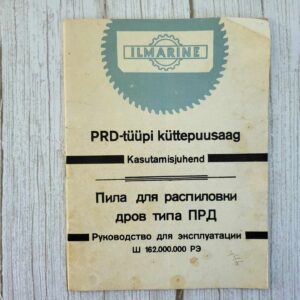 ILMARINE
PRD-tüüpi küttepuusaag
Kasutamisjuhend
Пила для распиловки
дров типа ПРД
Руководство для эксплуатации
Ш 162.000.000 РЭ